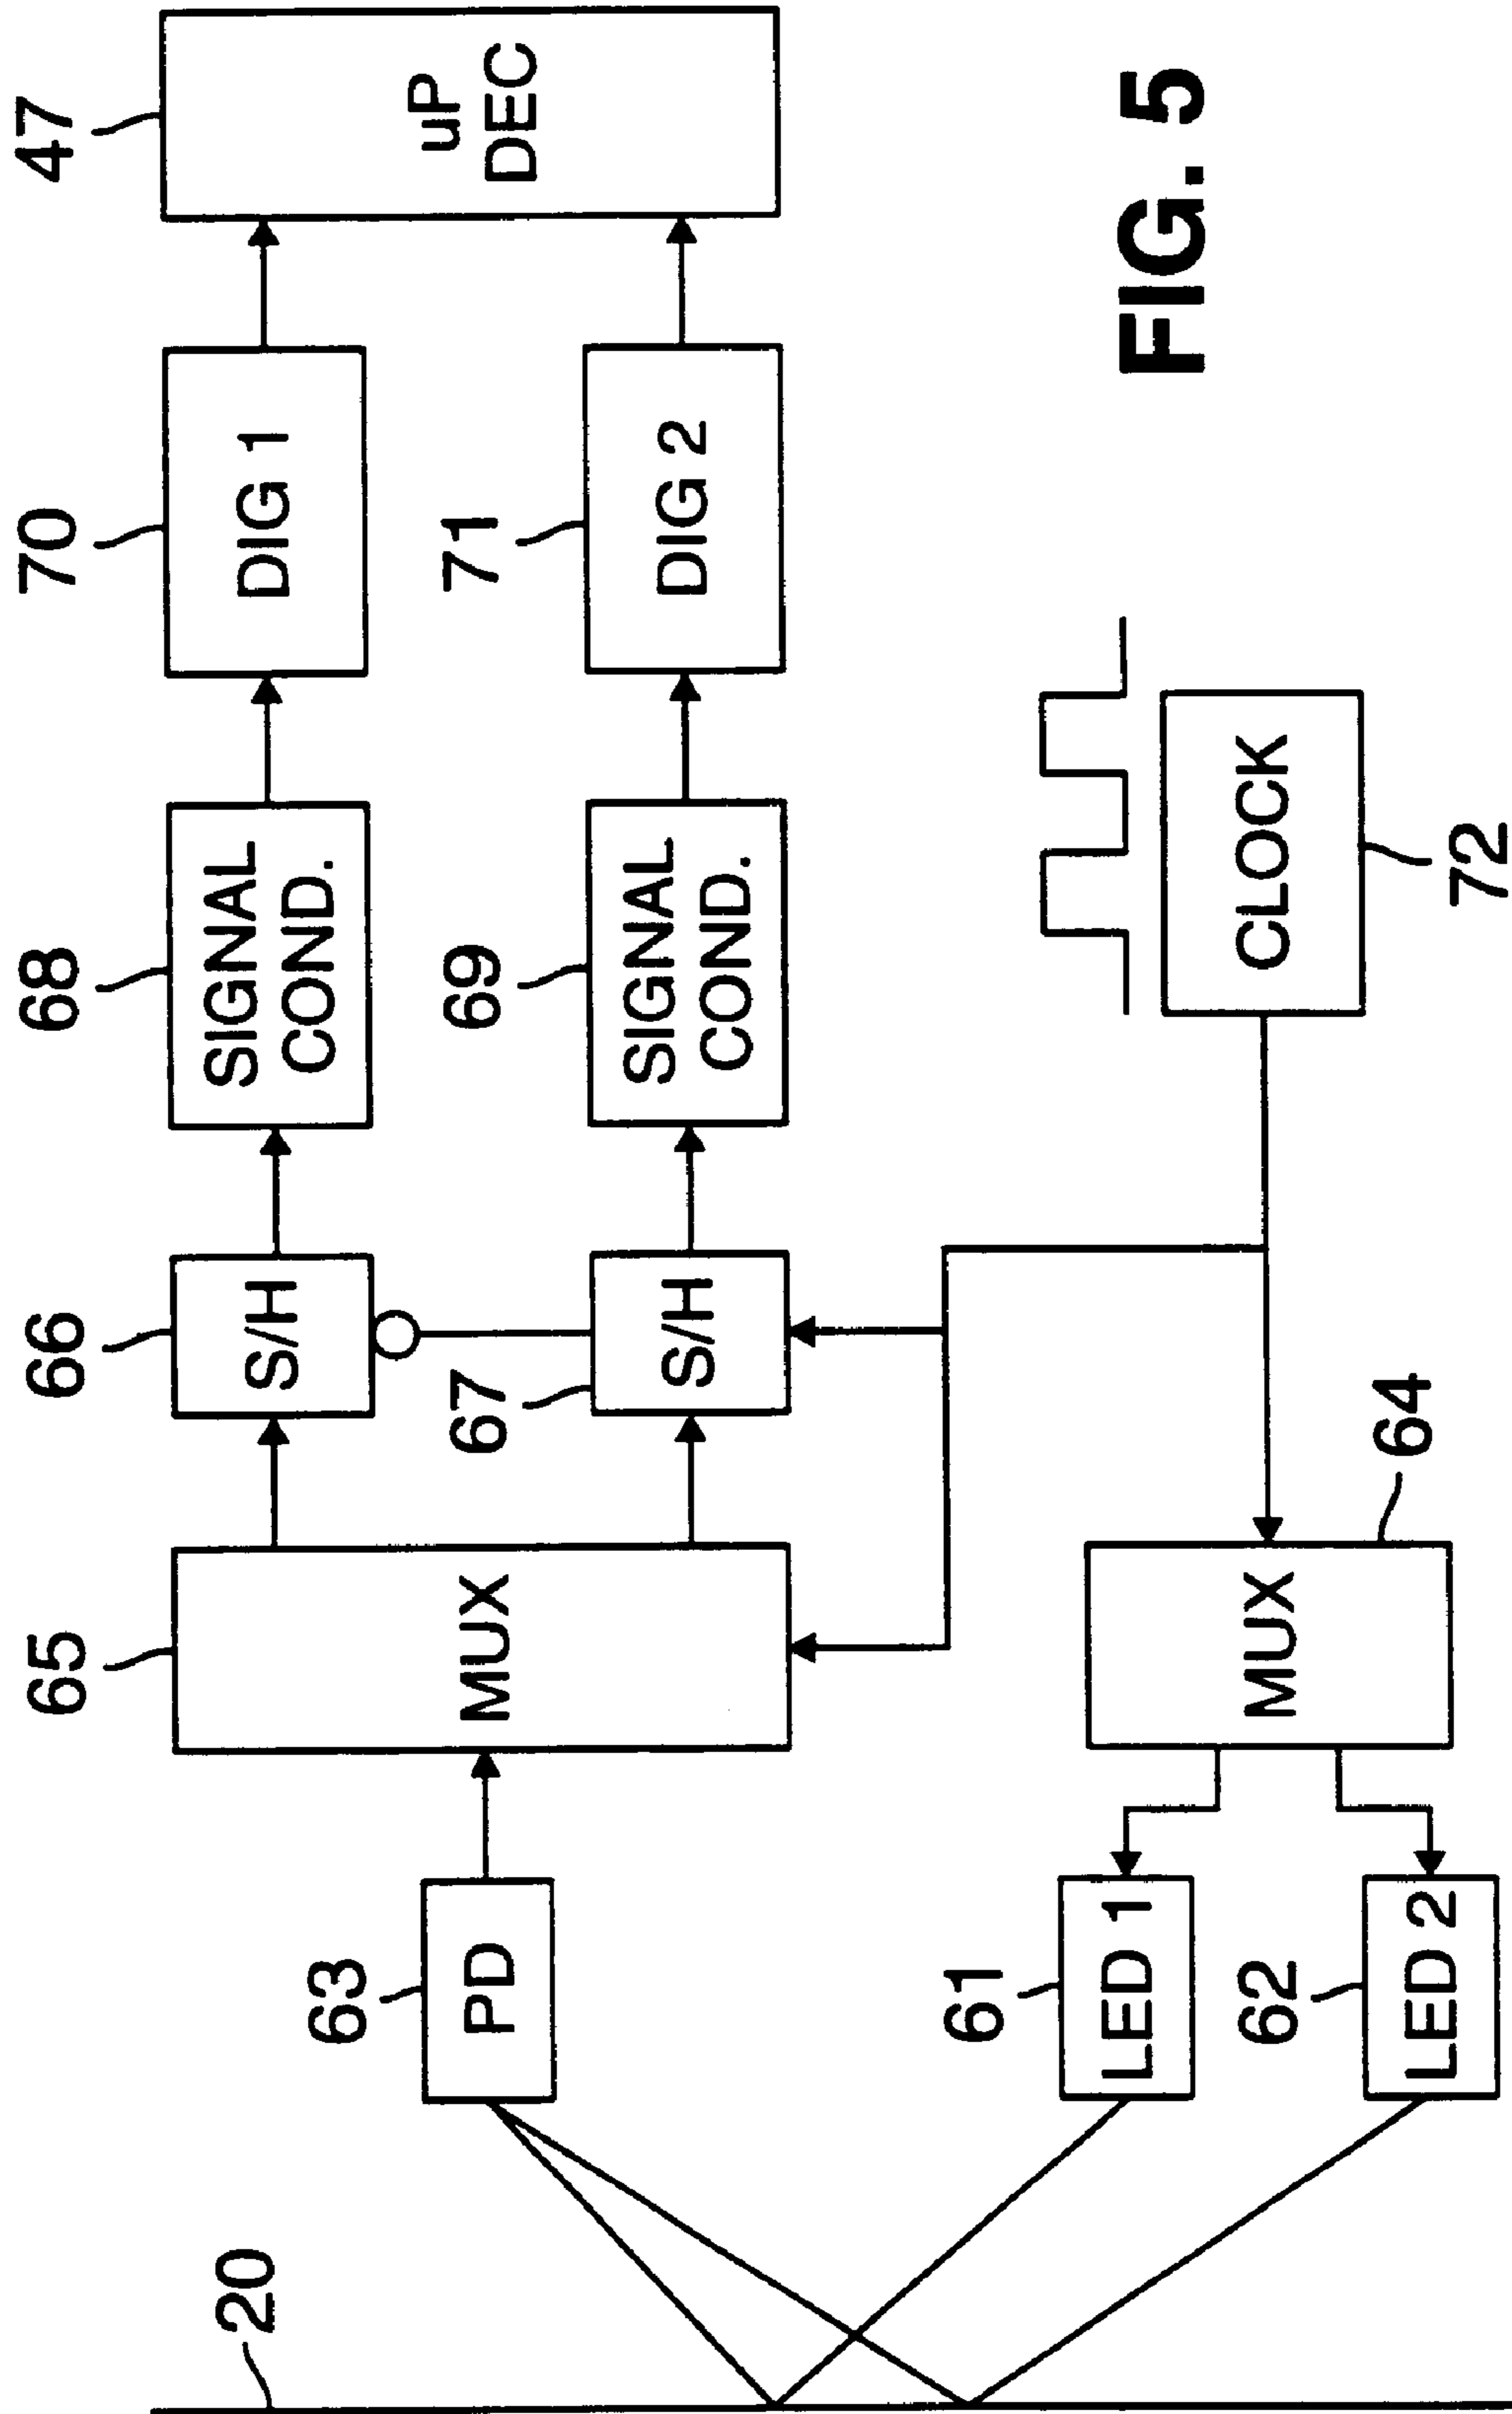 20
63
PD
61
LED 1
62
LED 2
65
MUX
64
MUX
66
S/H
67
S/H
68
SIGNAL
COND.
69
SIGNAL
COND.
CLOCK
72
70
DIG 1
71
DIG 2
47
uP
DEC
FIG. 5